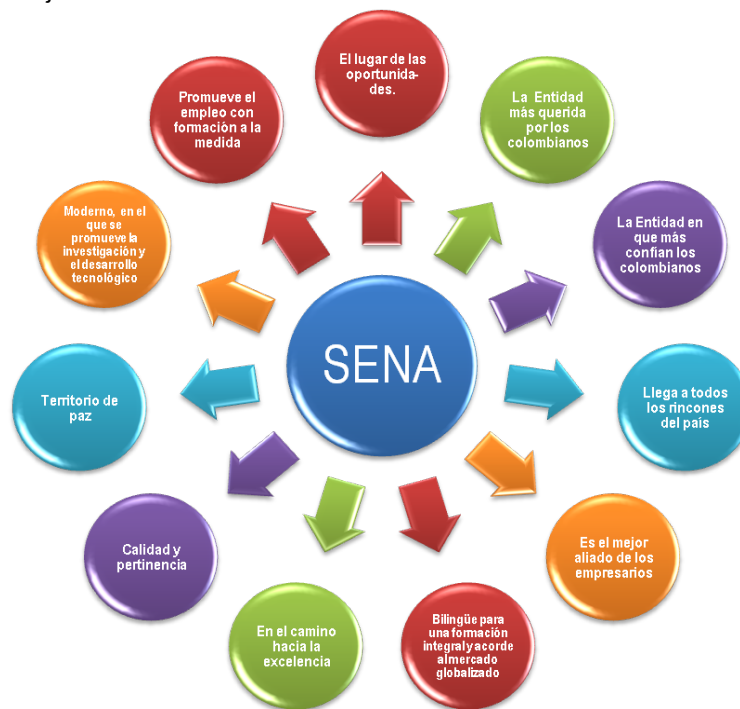 El lugar de las
oportunida-
des.
La Entidad
más querida
por los
colombianos
La Entidad en
que más
confían los
colombianos
Llega a todos
los rincones
del país
Es el mejor
aliado de los
empresarios
Bilingüe para
una formación
integral y acorde
al mercado
globalizado
En el camino
hacia la
excelencia
Calidad y
pertinencia
Territorio de
paz
Moderno, en el
que se
promueve la
investigación y
el desarrollo
tecnológico
Promueve el
empleo con
formación a la
medida
SENA